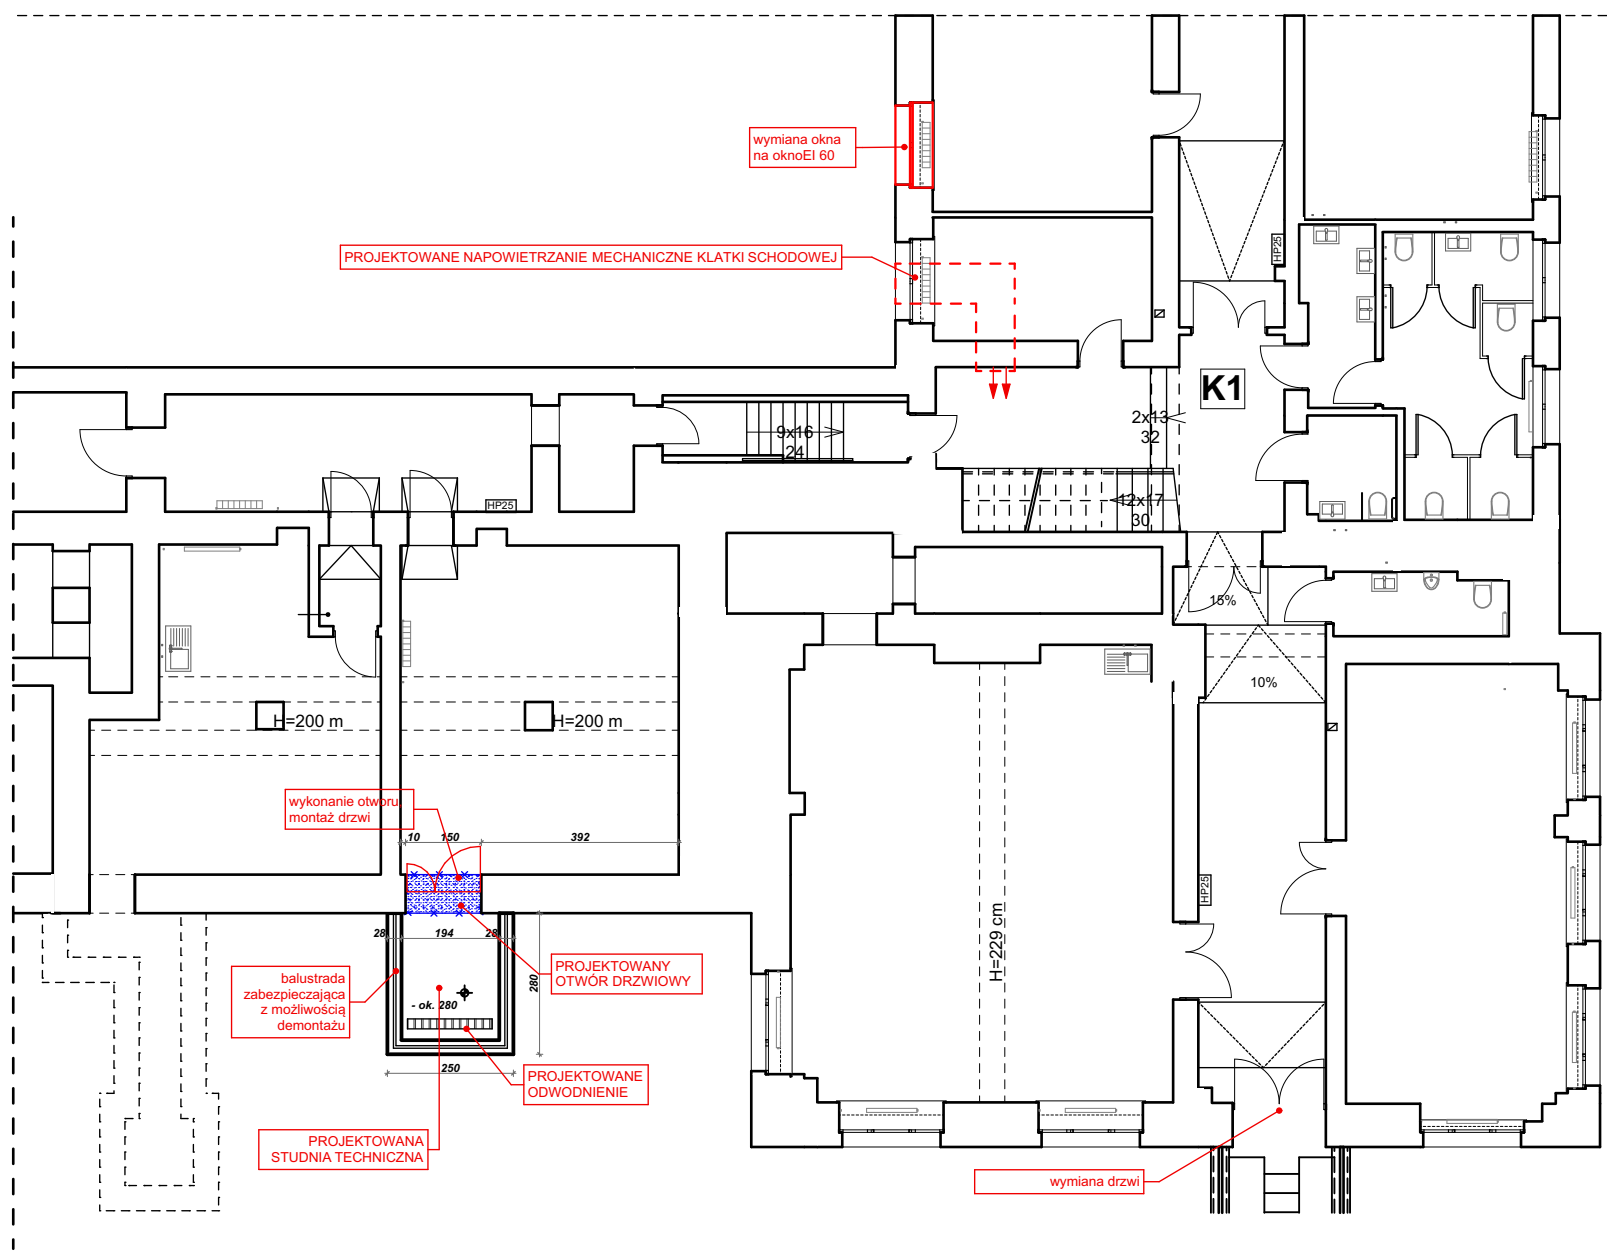 wymiana okna
na oknoEI 60
PROJEKTOWANE NAPOWIETRZANIE MECHANICZNE KLATKI SCHODOWEJ
HP25
K1
2x13
32
9x16
24
12x17
30
HP25
15%
10%
H=200 m
H=200 m
wykonanie otworu,
montaż drzwi
10
150
392
HP25
H=229 cm
28
194
28
280
PROJEKTOWANY
OTWÓR DRZWIOWY
balustrada
zabezpieczająca
z możliwością
demontażu
- ok. 280
250
PROJEKTOWANE
ODWODNIENIE
PROJEKTOWANA
STUDNIA TECHNICZNA
wymiana drzwi